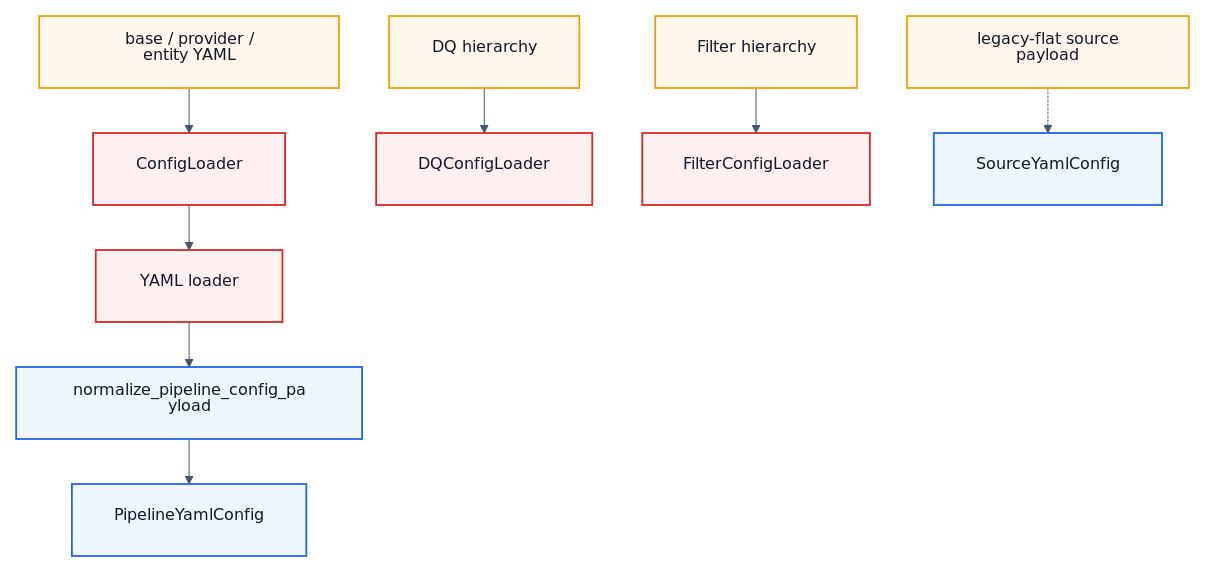 base / provider /
entity YAML
DQ hierarchy
Filter hierarchy
legacy-flat source
payload
ConfigLoader
DQConfigLoader
FilterConfigLoader
SourceYamlConfig
YAML loader
normalize_pipeline_config_pa
yload
PipelineYamlConfig